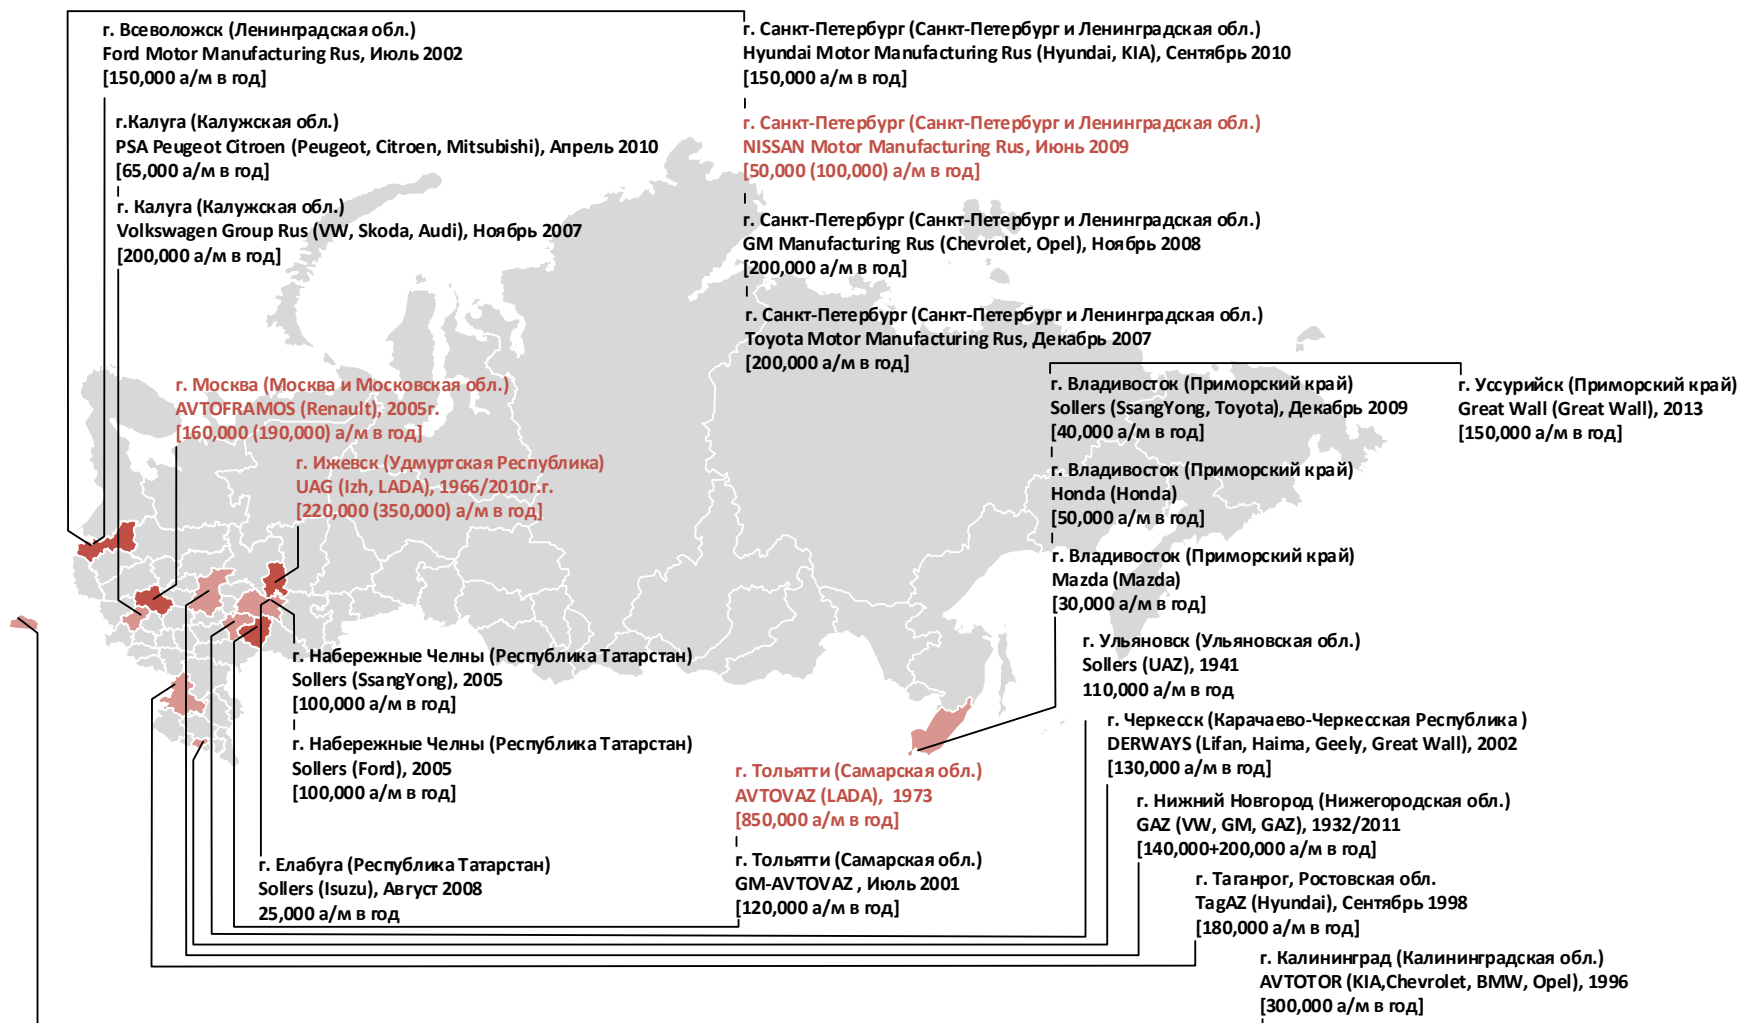 г. Всеволожск (Ленинградская обл.)
Ford Motor Manufacturing Rus, Июль 2002
[150,000 а/м в год]
г.Калуга (Калужская обл.)
PSA Peugeot Citroen (Peugeot, Citroen, Mitsubishi), Апрель 2010
[65,000 а/м в год]
г. Калуга (Калужская обл.)
Volkswagen Group Rus (VW, Skoda, Audi), Ноябрь 2007
[200,000 а/м в год]
г. Санкт-Петербург (Санкт-Петербург и Ленинградская обл.)
Hyundai Motor Manufacturing Rus (Hyundai, KIA), Сентябрь 2010
[150,000 а/м в год]
г. Санкт-Петербург (Санкт-Петербург и Ленинградская обл.)
NISSAN Motor Manufacturing Rus, Июнь 2009
[50,000 (100,000) а/м в год]
г. Санкт-Петербург (Санкт-Петербург и Ленинградская обл.)
GM Manufacturing Rus (Chevrolet, Opel), Ноябрь 2008
[200,000 а/м в год]
г. Санкт-Петербург (Санкт-Петербург и Ленинградская обл.)
Toyota Motor Manufacturing Rus, Декабрь 2007
[200,000 а/м в год]
г. Москва (Москва и Московская обл.)
AVTOFRAMOS (Renault), 2005г.
[160,000 (190,000) а/м в год]
г. Ижевск (Удмуртская Республика)
UAG (Izh, LADA), 1966/2010г.г.
[220,000 (350,000) а/м в год]
г. Владивосток (Приморский край)
Sollers (SsangYong, Toyota), Декабрь 2009
[40,000 а/м в год]
г. Уссурийск (Приморский край)
Great Wall (Great Wall), 2013
[150,000 а/м в год]
г. Владивосток (Приморский край)
Honda (Honda)
[50,000 а/м в год]
г. Владивосток (Приморский край)
Mazda (Mazda)
[30,000 а/м в год]
г. Ульяновск (Ульяновская обл.)
Sollers (UAZ), 1941
110,000 а/м в год
г. Набережные Челны (Республика Татарстан)
Sollers (SsangYong), 2005
[100,000 а/м в год]
г. Набережные Челны (Республика Татарстан)
Sollers (Ford), 2005
[100,000 а/м в год]
г. Черкесск (Карачаево-Черкесская Республика )
DERWAYS (Lifan, Haima, Geely, Great Wall), 2002
[130,000 а/м в год]
г. Тольятти (Самарская обл.)
AVTOVAZ (LADA), 1973
[850,000 а/м в год]
г. Нижний Новгород (Нижегородская обл.)
GAZ (VW, GM, GAZ), 1932/2011
[140,000+200,000 а/м в год]
г. Елабуга (Республика Татарстан)
Sollers (Isuzu), Август 2008
25,000 а/м в год
г. Тольятти (Самарская обл.)
GM-AVTOVAZ , Июль 2001
[120,000 а/м в год]
г. Таганрог, Ростовская обл.
TagAZ (Hyundai), Сентябрь 1998
[180,000 а/м в год]
г. Калининград (Калининградская обл.)
AVTOTOR (KIA,Chevrolet, BMW, Opel), 1996
[300,000 а/м в год]